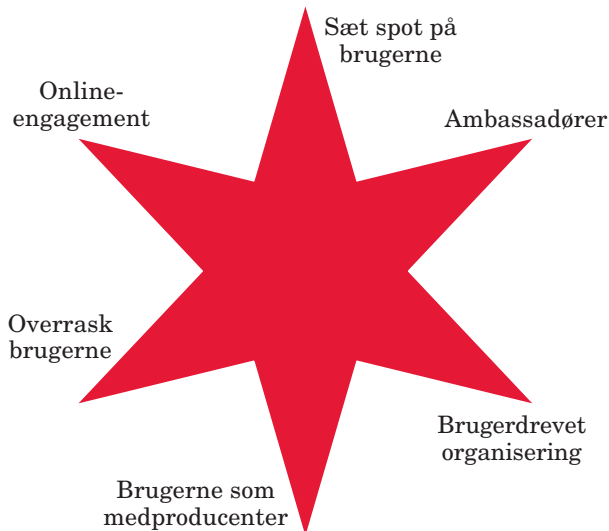 Sæt spot på
brugerne
Ambassadører
Brugerdrevet
organisering
Brugerne som
medproducenter
Overrask
brugerne
Online-
engagement